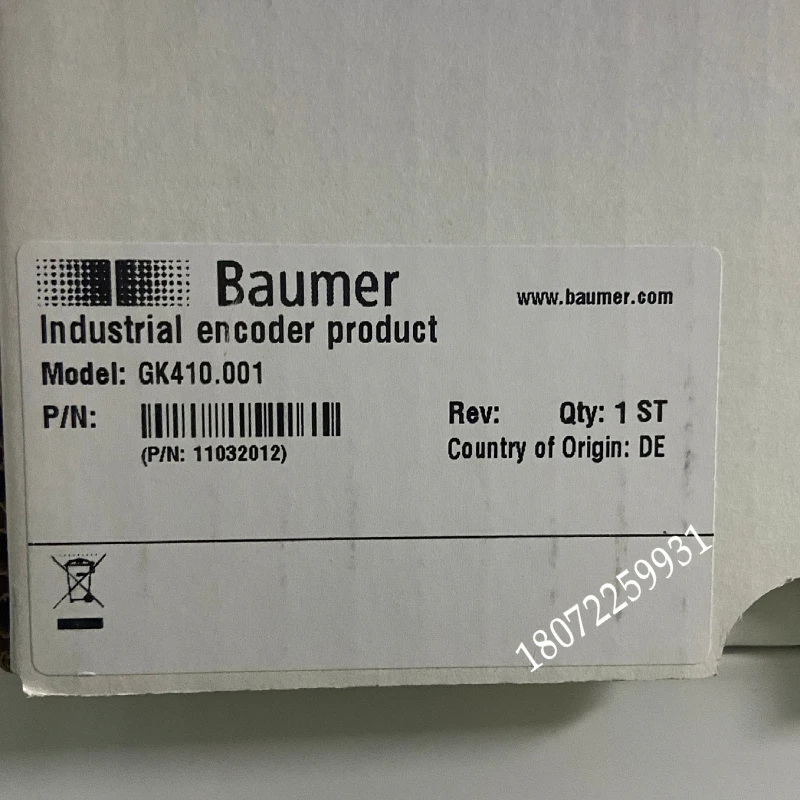 Baumer
www.baumer.com
Industrial encoder product
Model: GK410.001
P/N:
Rev: Qty: 1 ST
(P/N: 11032012)
Country of Origin: DE
18072259931